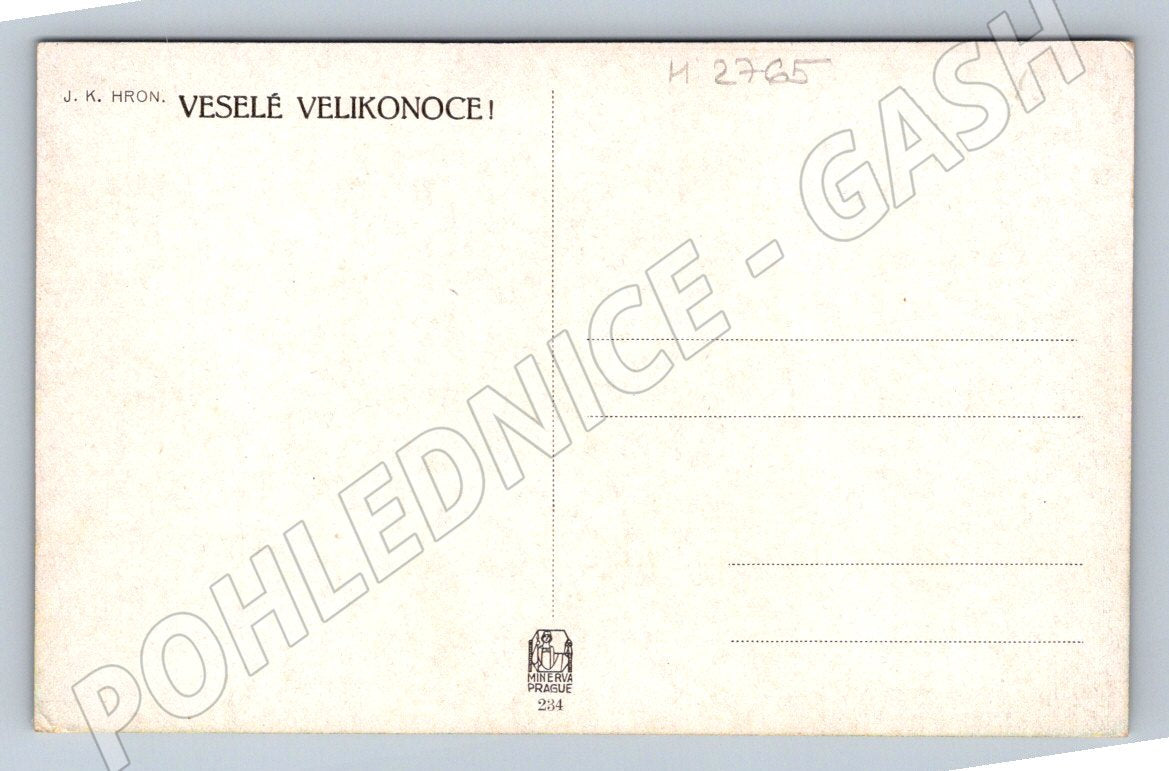 H 2765
J. K. HRON. VESELÉ VELIKONOCE!
POHLEDNICE - GASH
MINERVA
PRAGUE
234